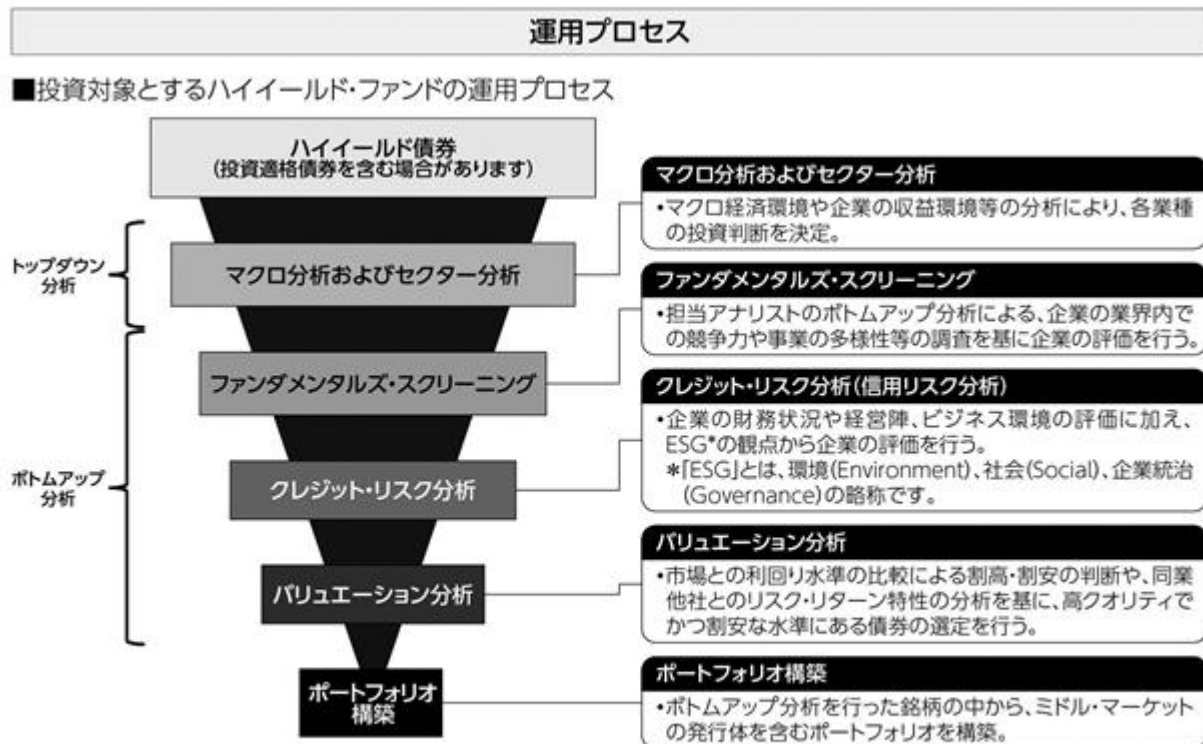 運用プロセス
■投資対象とするハイイールド・ファンドの運用プロセス
ハイイールド債券
(投資適格債券を含む場合があります)
トップダウン
分析
マクロ分析およびセクター分析
ファンダメンタルズ・スクリーニング
ボトムアップ
分析
クレジット・リスク分析
バリュエーション分析
ポートフォリオ
構築
マクロ分析およびセクター分析
•マクロ経済環境や企業の収益環境等の分析により、各業種
の投資判断を決定。
ファンダメンタルズ・スクリーニング
•担当アナリストのボトムアップ分析による、企業の業界内で
の競争力や事業の多様性等の調査を基に企業の評価を行う。
クレジット・リスク分析(信用リスク分析)
•企業の財務状況や経営陣、ビジネス環境の評価に加え、
ESG*の観点から企業の評価を行う。
*「ESG」とは、環境(Environment)、社会(Social)、企業統治
(Governance)の略称です。
バリュエーション分析
•市場との利回り水準の比較による割高・割安の判断や、同業
他社とのリスク・リターン特性の分析を基に、高クオリティで
かつ割安な水準にある債券の選定を行う。
ポートフォリオ構築
•ボトムアップ分析を行った銘柄の中から、ミドル・マーケット
の発行体を含むポートフォリオを構築。